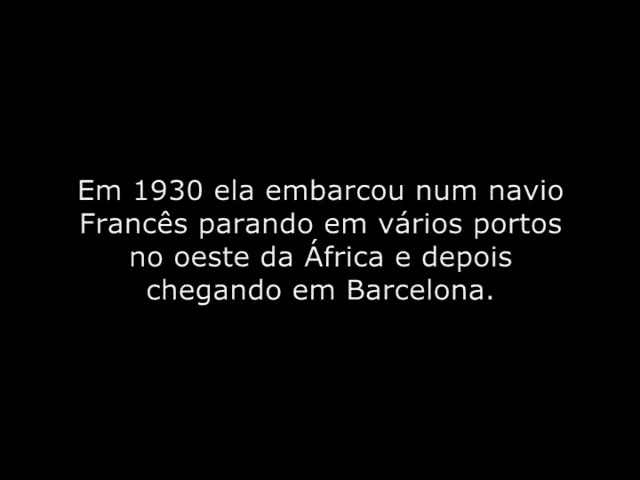 Em 1930 ela embarcou num navio
Francês parando em vários portos
no oeste da África e depois
chegando em Barcelona.